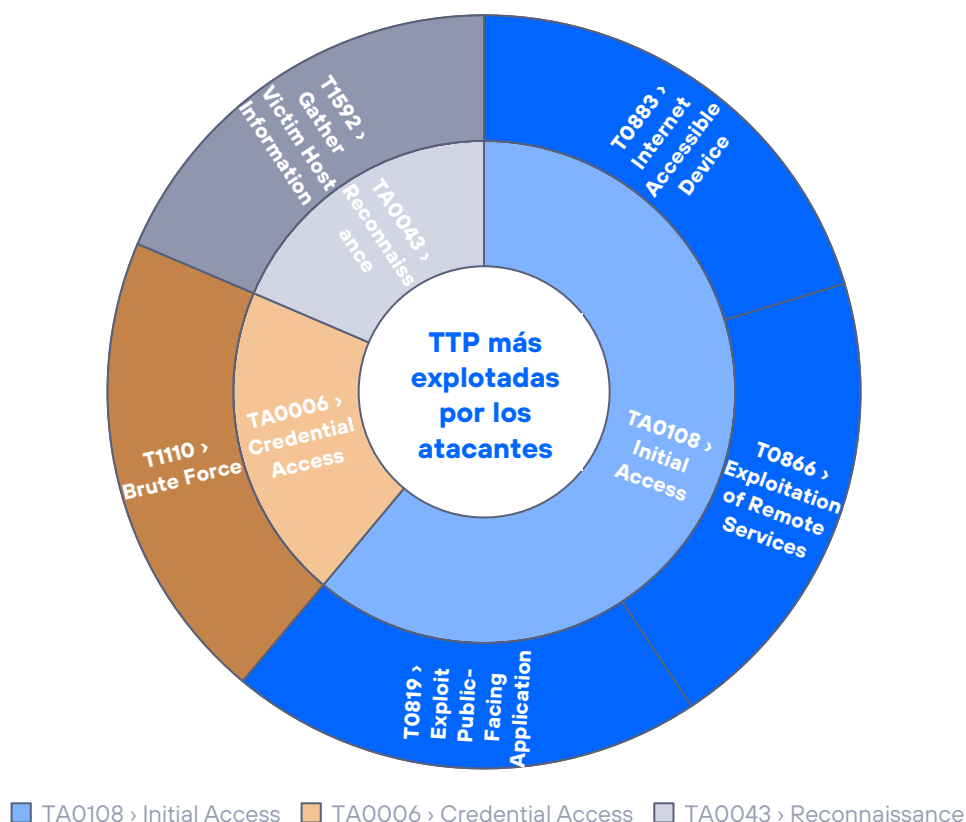 T1592 ›
Gather
Victim Host
Information
T0883 ›
Internet
Accessible
Device
TA0043 ›
Reconnaiss
ance
TTP más
explotadas
por los
atacantes
TA0006 ›
Credential
Access
TA0108 ›
Initial
Access
T1110 ›
Brute Force
T0866 ›
Exploitation
of Remote
Services
T0819 ›
Exploit
Public-
Facing
Application
TA0108 › Initial Access
TA0006 › Credential Access
TA0043 › Reconnaissance